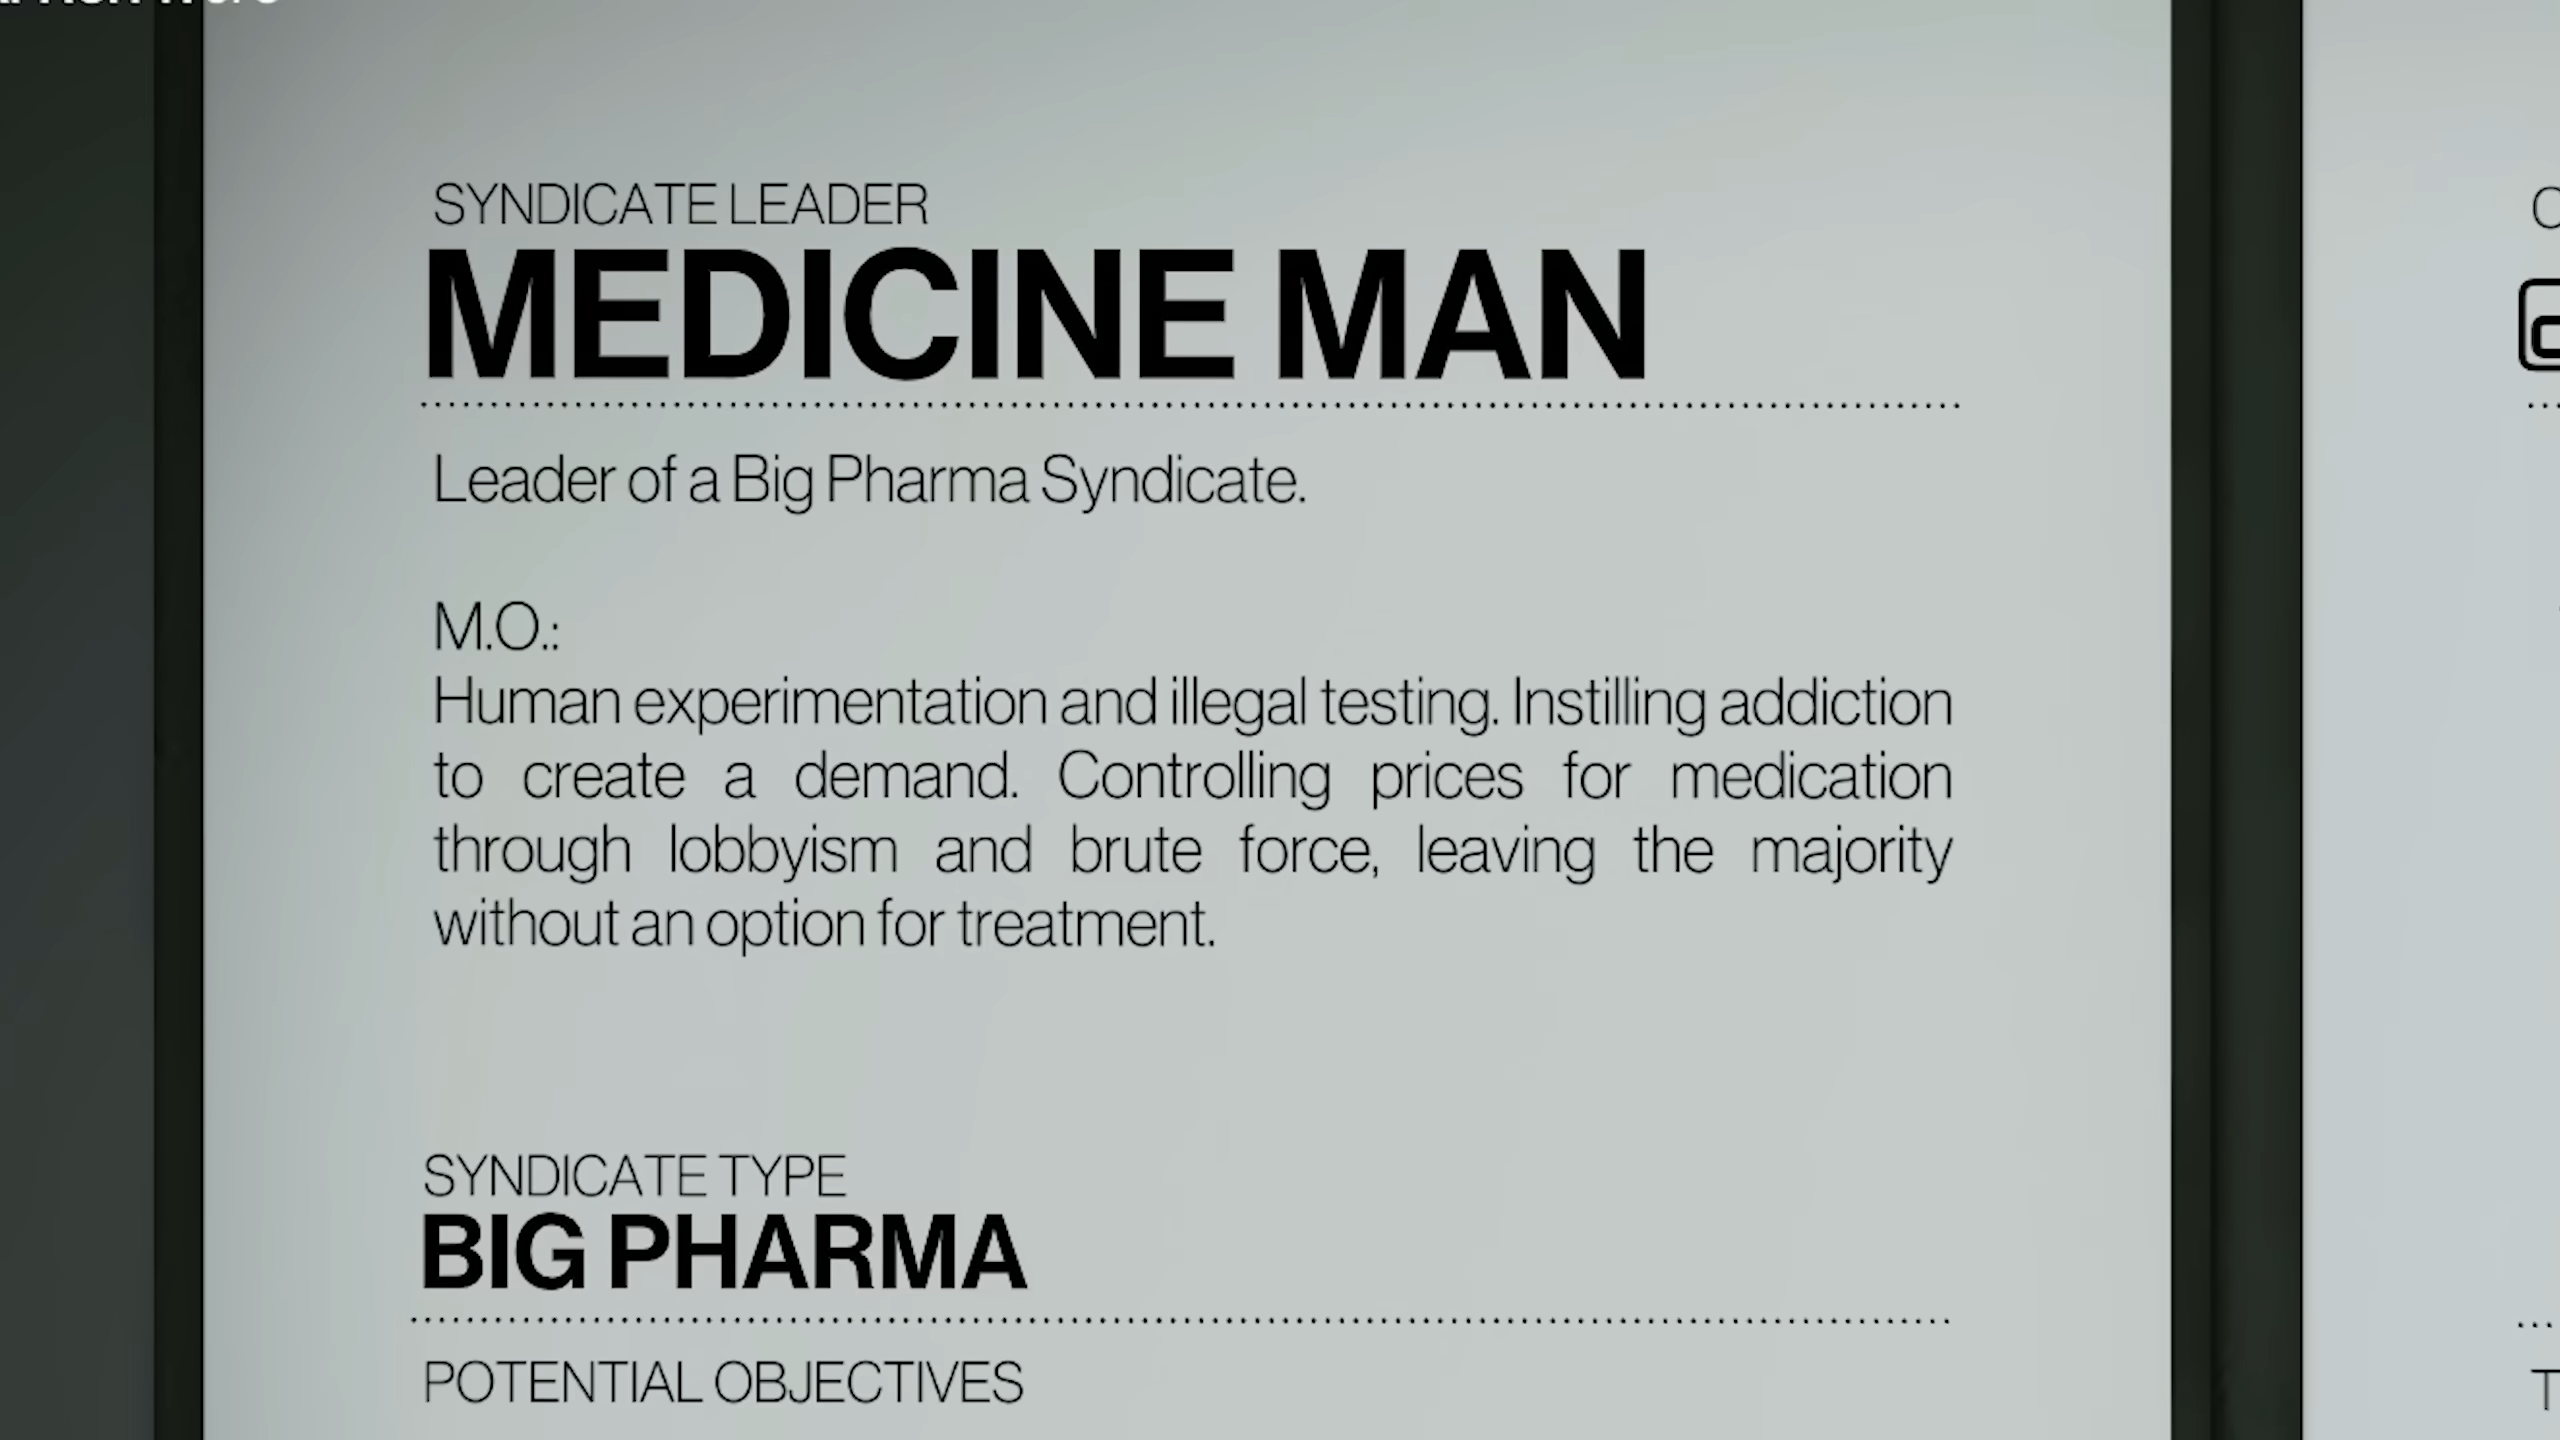 SYNDICATE LEADER
MEDICINE MAN
Leader of a Big Pharma Syndicate.
M.O.:
Human experimentation and illegal testing. Instilling addiction
to create a demand. Controlling prices for medication
through lobbyism and brute force, leaving the majority
without an option for treatment.
SYNDICATE TYPE
BIG PHARMA
POTENTIAL OBJECTIVES